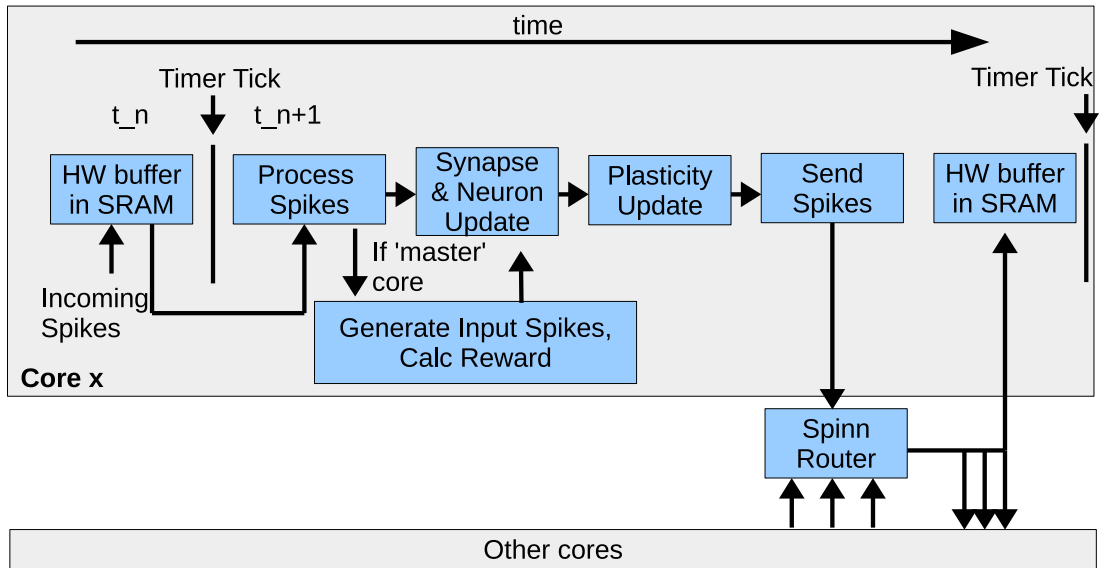 time
Timer Tick
Timer Tick
t_n
t_n+1
HW buffer
in SRAM
Process
Spikes
Synapse
& Neuron
Update
Plasticity
Update
Send
Spikes
HW buffer
in SRAM
If 'master'
core
Incoming
Spikes
Generate Input Spikes,
Calc Reward
Core x
Spinn
Router
Other cores